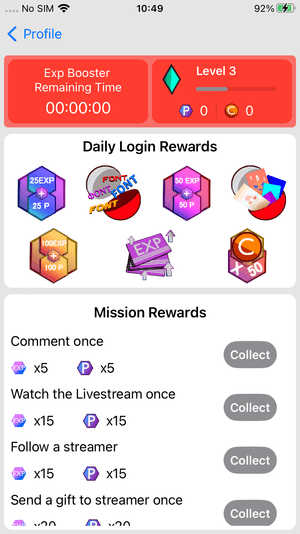 No SIM
10:49
92%
Profile
Exp Booster
Remaining Time
00:00:00
Level 3
P 0
C 0
Daily Login Rewards
25EXP
+
25 P
FONT
FONT
FONT
FONT
50 EXP
+
50 P
100EXP
+
100 P
EXP
C
X 50
Mission Rewards
Comment once
EXP x5 P x5
Collect
Watch the Livestream once
EXP x15 P x15
Collect
Follow a streamer
EXP x15 P x15
Collect
Send a gift to streamer once
x20 x20
Collect